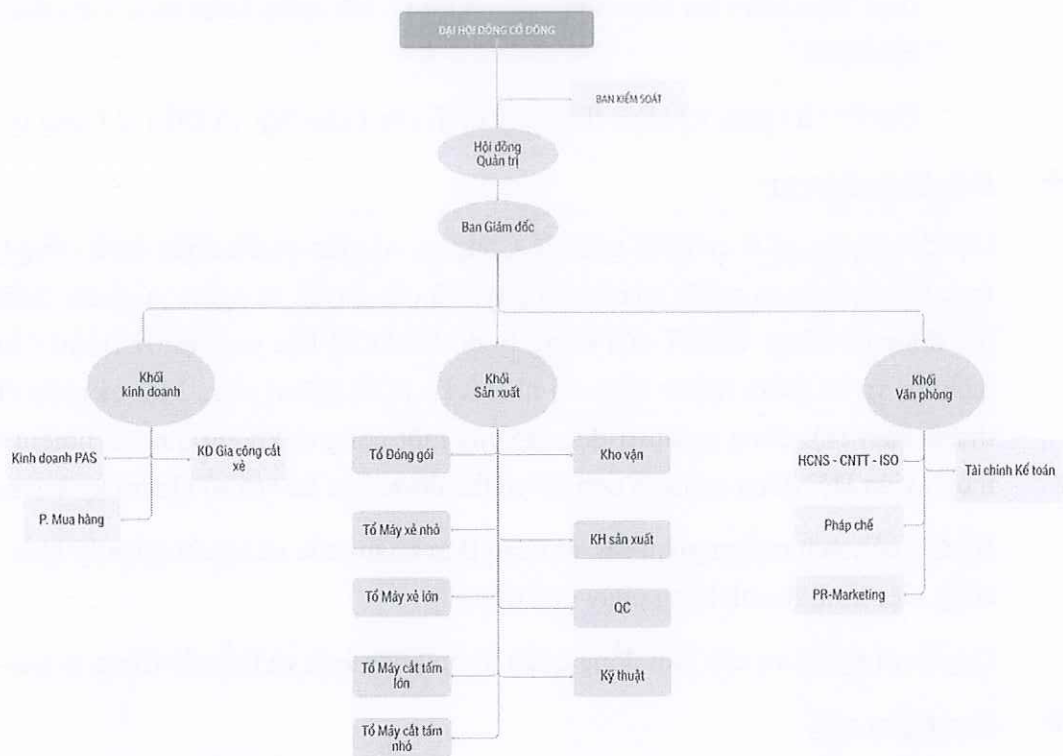 ĐẠI HỘI ĐỒNG CỔ ĐÔNG
BAN KIỂM SOÁT
Hội đồng
Quản trị
Ban Giám đốc
Khối
kinh doanh
Khối
Sản xuất
Khối
Văn phòng
Kinh doanh PAS
KD Gia công cắt
xẻ
P. Mua hàng
Tổ Đóng gói
Kho vận
Tổ Máy xẻ nhỏ
KH sản xuất
Tổ Máy xẻ lớn
QC
Tổ Máy cắt tấm
lớn
Kỹ thuật
Tổ Máy cắt tấm
nhỏ
HCNS - CNTT - ISO
Tài chính Kế toán
Pháp chế
PR-Marketing